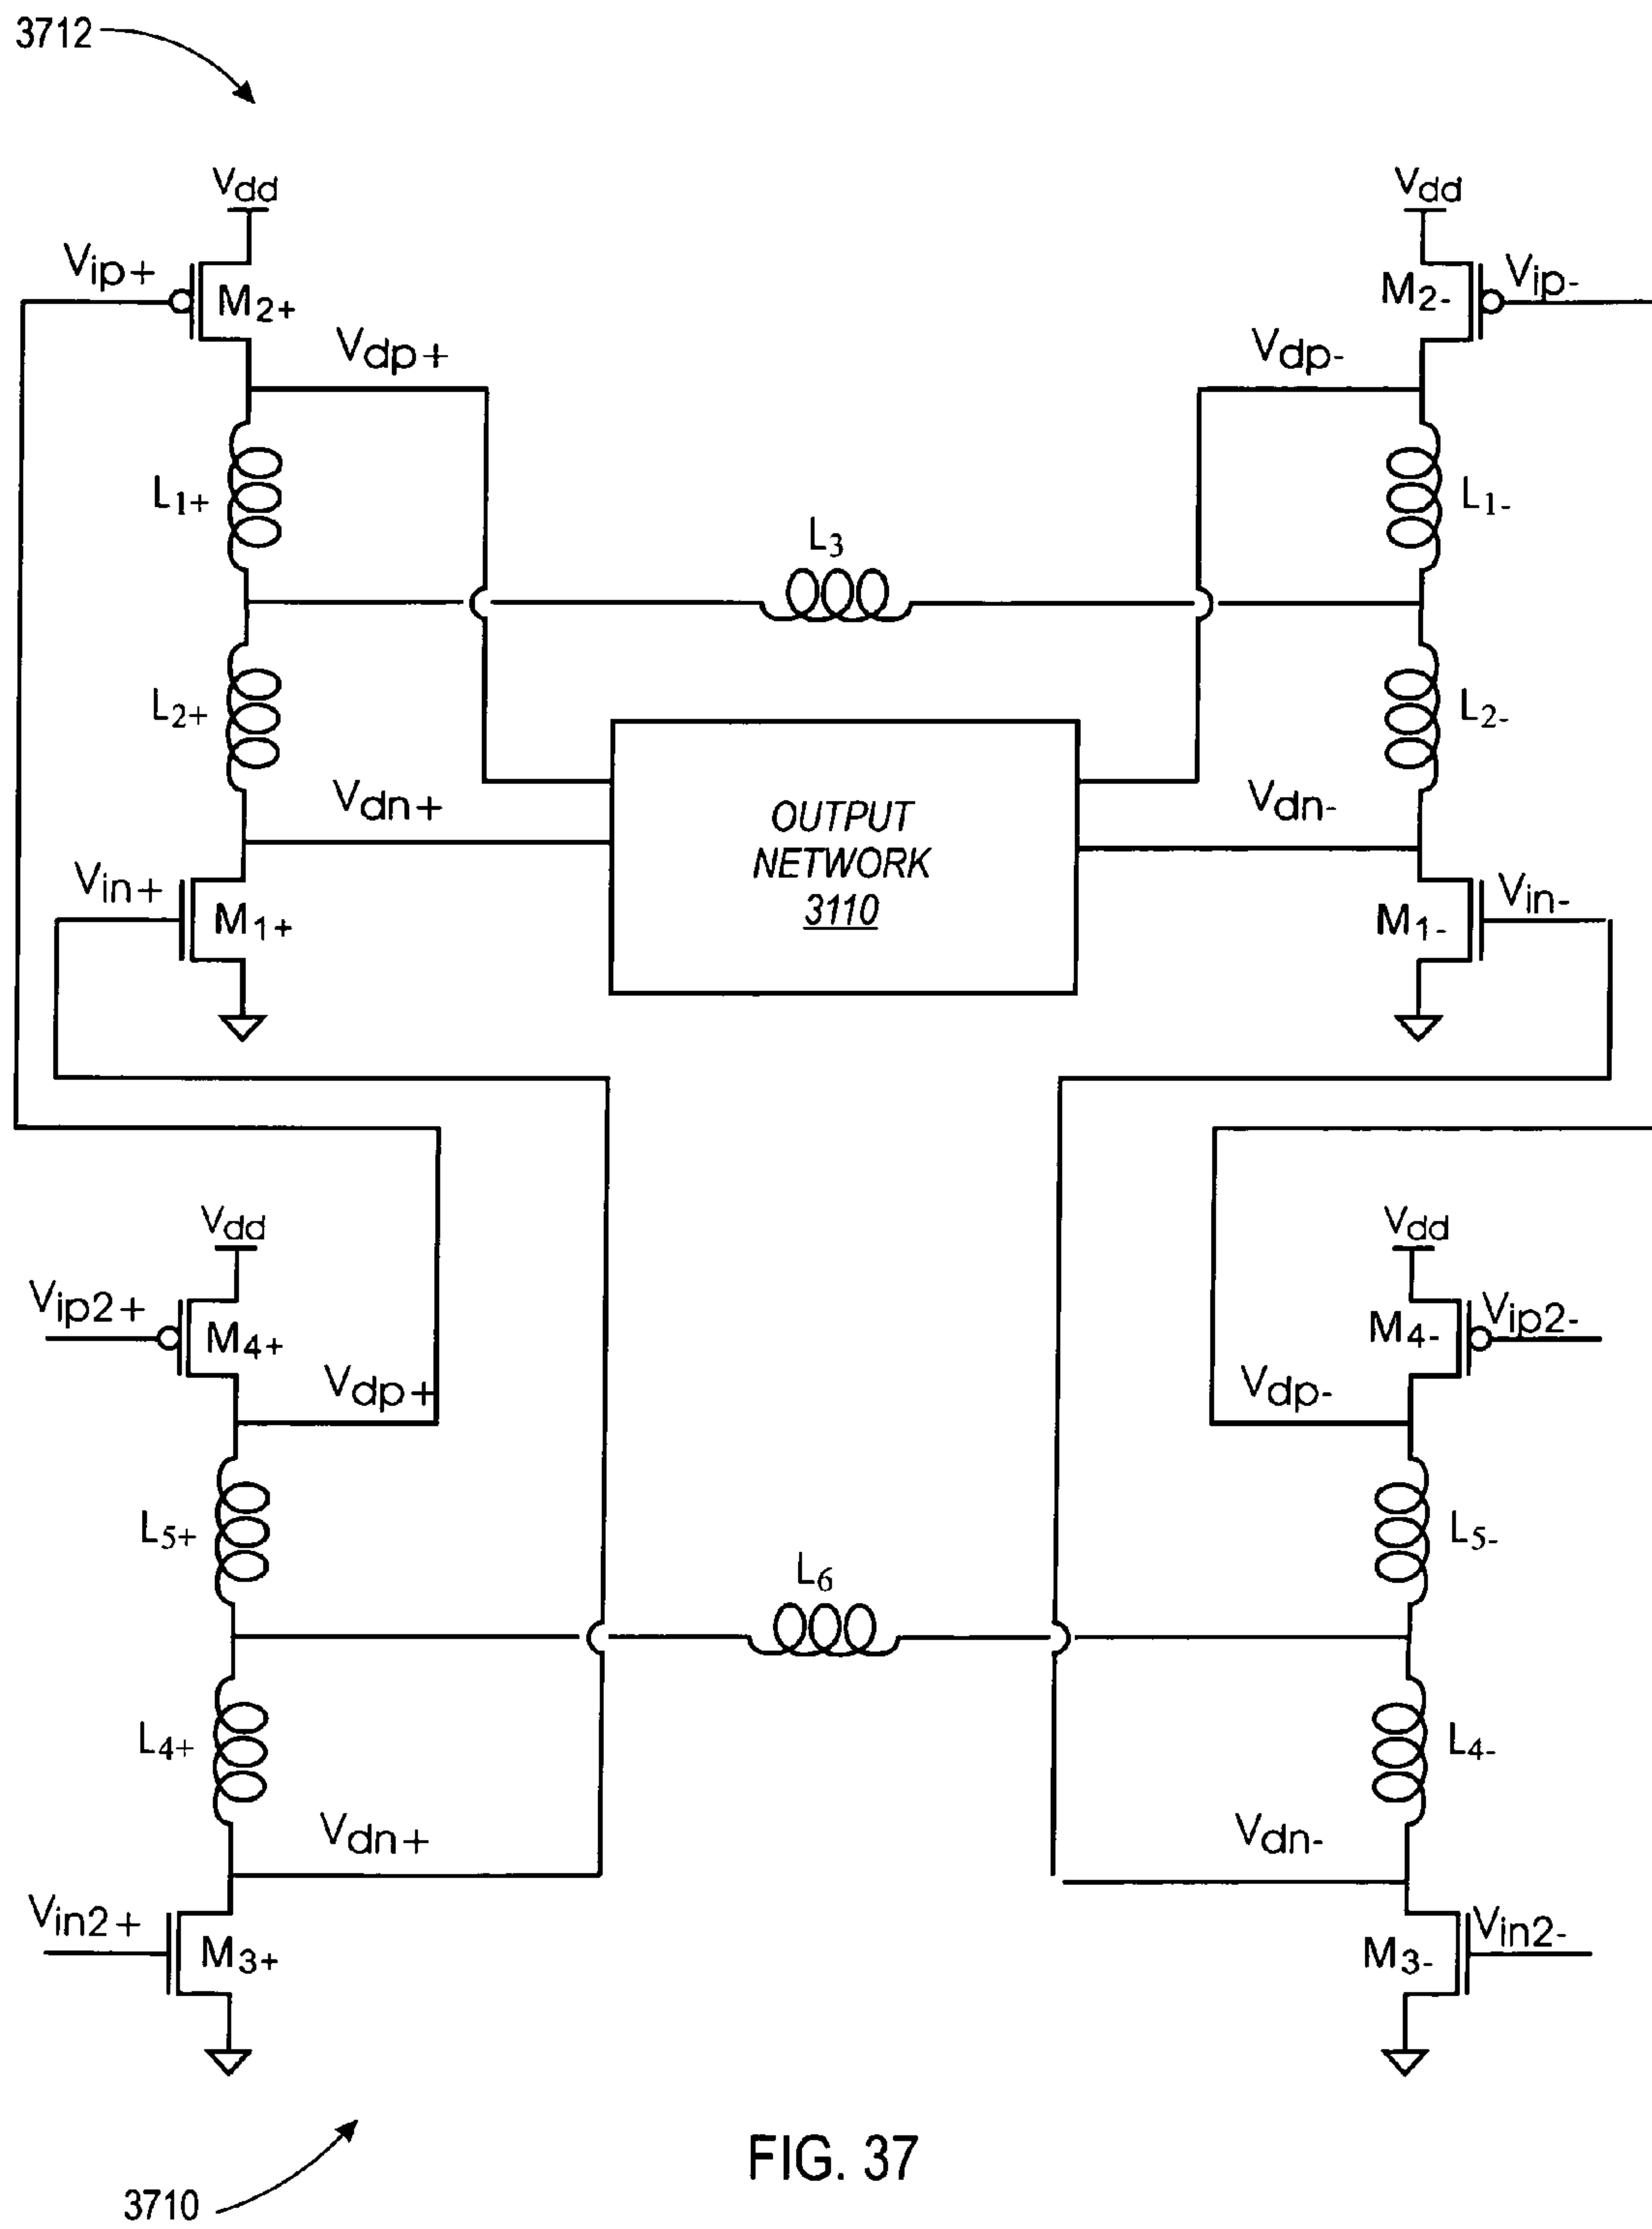 3712
Vdd
Vdd
Vip+
M2+
M2-
Vip-
Vdp+
Vdp-
L1+
L3
L1-
L2+
L2-
Vdn+
OUTPUT
NETWORK
3110
Vdn-
Vin+
M1+
M1-
Vin-
Vdd
Vdd
Vip2+
M4+
M4-
Vip2-
Vdp+
Vdp-
L5+
L6
L5-
L4+
L4-
Vdn+
Vdn-
Vin2+
M3+
M3-
Vin2-
FIG. 37
3710